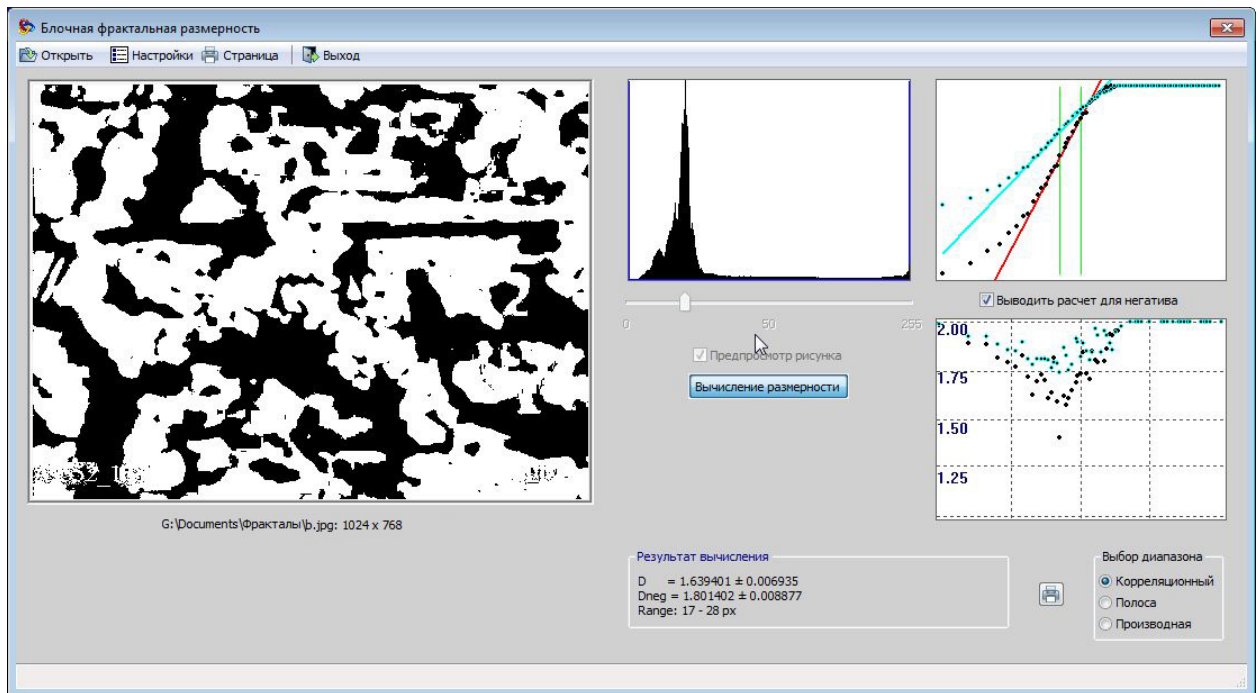 Блочная фрактальная размерность
Открыть Настройки Страница Выход
0 50 255
Предпросмотр рисунка
Вычисление размерности
Выводить расчет для негатива
2.00
1.75
1.50
1.25
G:\Documents\Фракталы\b.jpg: 1024 x 768
Результат вычисления
D = 1.639401 ± 0.006935
Dneg = 1.801402 ± 0.008877
Range: 17 - 28 px
Выбор диапазона
Корреляционный
Полоса
Производная